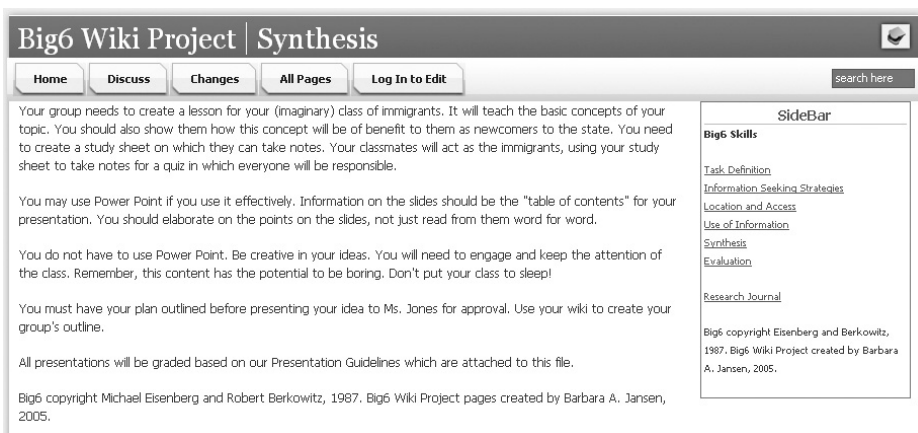 Big6 Wiki Project | Synthesis
Home Discuss Changes All Pages Log In to Edit search here
Your group needs to create a lesson for your (imaginary) class of immigrants. It will teach the basic concepts of your
topic. You should also show them how this concept will be of benefit to them as newcomers to the state. You need
to create a study sheet on which they can take notes. Your classmates will act as the immigrants, using your study
sheet to take notes for a quiz in which everyone will be responsible.
You may use Power Point if you use it effectively. Information on the slides should be the "table of contents" for your
presentation. You should elaborate on the points on the slides, not just read from them word for word.
You do not have to use Power Point. Be creative in your ideas. You will need to engage and keep the attention of
the class. Remember, this content has the potential to be boring. Don't put your class to sleep!
You must have your plan outlined before presenting your idea to Ms. Jones for approval. Use your wiki to create your
group's outline.
All presentations will be graded based on our Presentation Guidelines which are attached to this file.
Big6 copyright Michael Eisenberg and Robert Berkowitz, 1987. Big6 Wiki Project pages created by Barbara A. Jansen,
2005.
SideBar
Big6 Skills
Task Definition
Information Seeking Strategies
Location and Access
Use of Information
Synthesis
Evaluation
Research Journal
Big6 copyright Eisenberg and Berkowitz,
1987. Big6 Wiki Project created by Barbara
A. Jansen, 2005.